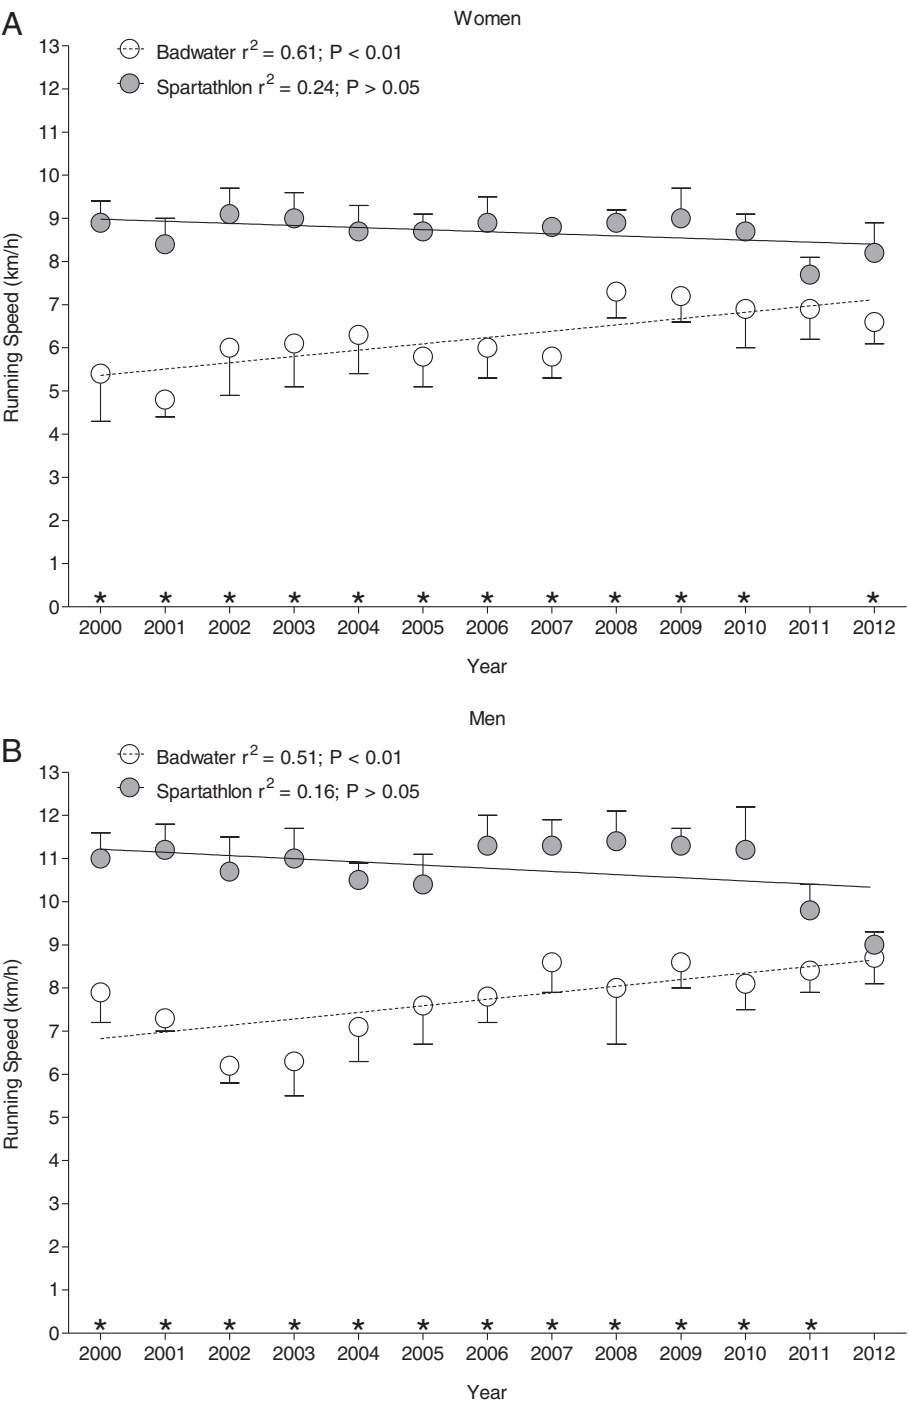 A
Women
Badwater r² = 0.61; P < 0.01
Spartathlon r² = 0.24; P > 0.05
13
12
11
10
9
8
7
6
5
4
3
2
1
0
Running Speed (km/h)
* * * * * * * * * * * *
2000 2001 2002 2003 2004 2005 2006 2007 2008 2009 2010 2011 2012
Year
Men
B
Badwater r² = 0.51; P < 0.01
Spartathlon r² = 0.16; P > 0.05
13
12
11
10
9
8
7
6
5
4
3
2
1
0
Running Speed (km/h)
* * * * * * * * * * * *
2000 2001 2002 2003 2004 2005 2006 2007 2008 2009 2010 2011 2012
Year